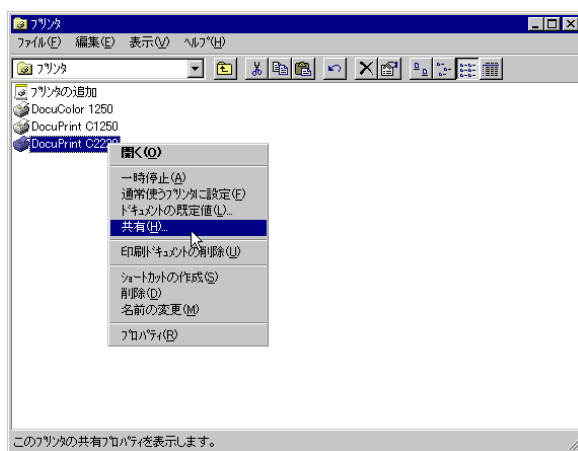 プリンタ
ファイル(F) 編集(E) 表示(V) ヘルプ(H)
プリンタ
プリンタの追加
DocuColor 1250
DocuPrint C1250
DocuPrint C2220
開く(O)
一時停止(A)
通常使うプリンタに設定(F)
ドキュメントの既定値(L)...
共有(H)...
印刷ドキュメントの削除(U)
ショートカットの作成(S)
削除(D)
名前の変更(M)
プロパティ(R)
このプリンタの共有プロパティを表示します。